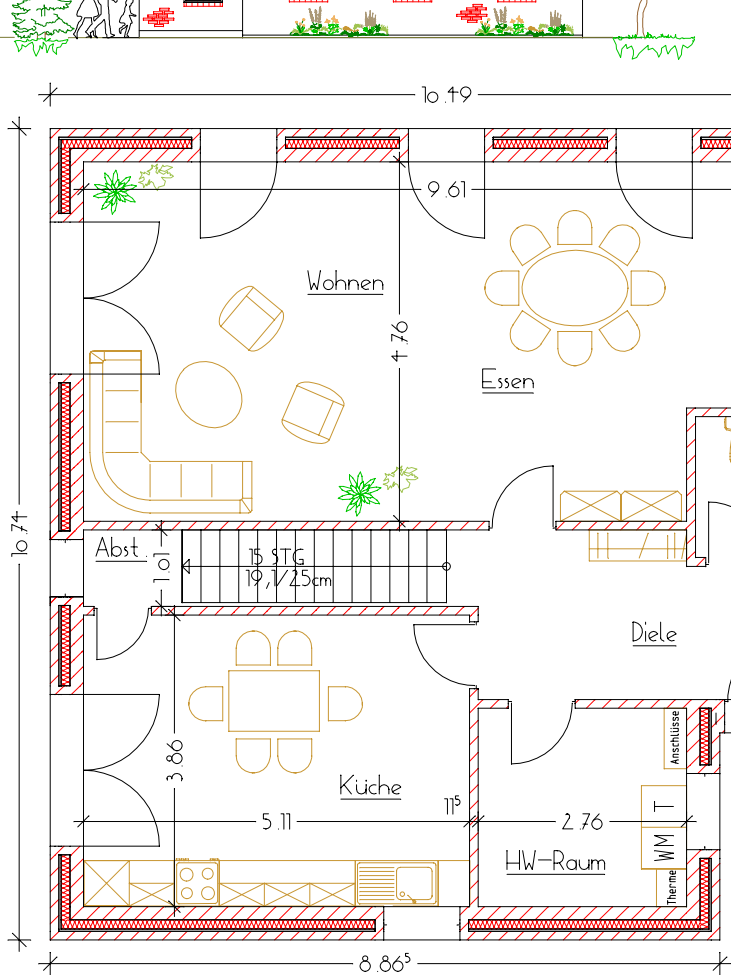 10.49
9.61
Wohnen
4.76
Essen
10.74
Abst.
1.01
15 STG
19,1/25cm
Diele
Anschlüsse
3.86
Küche
11⁵
5.11
2.76
T
WM
HW-Raum
Therme
8.86⁵